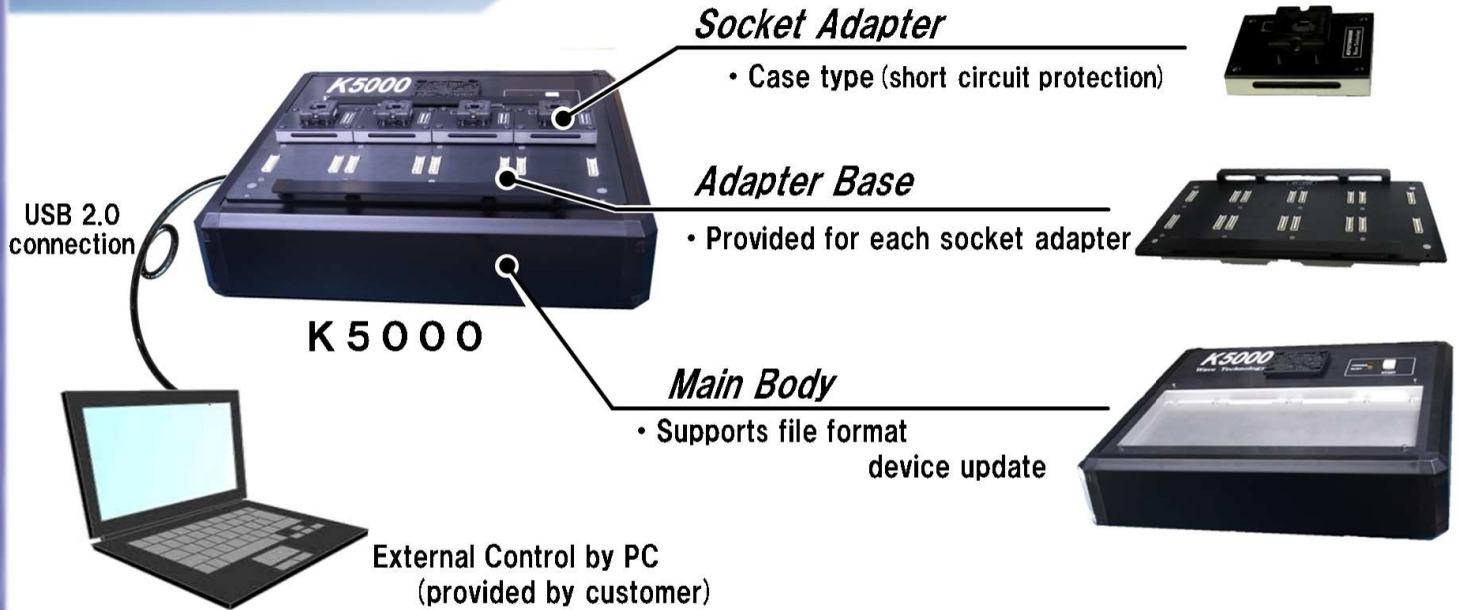 Socket Adapter
・Case type (short circuit protection)
K5000
Adapter Base
・Provided for each socket adapter
USB 2.0
connection
K5000
Main Body
・Supports file format
device update
K5000
Wave Technology
External Control by PC
(provided by customer)